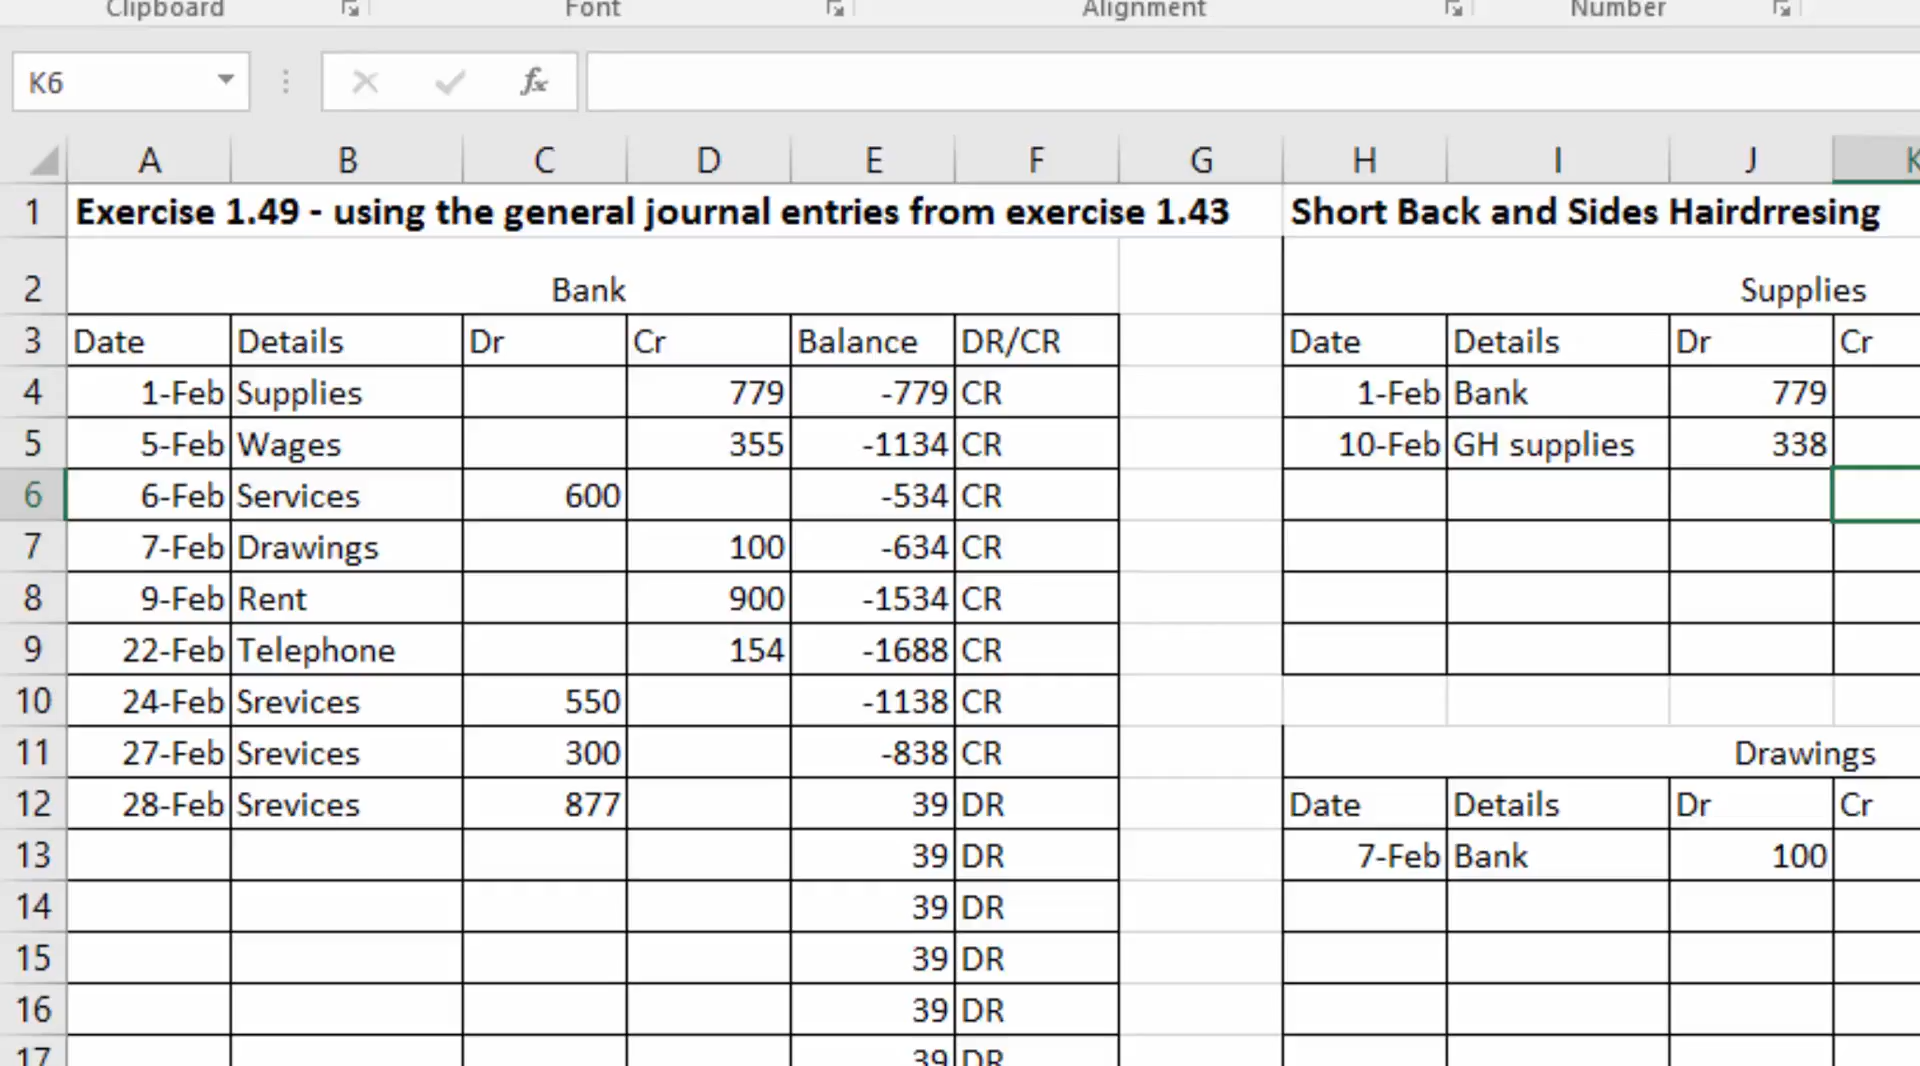 Clipboard Font Alignment Number
K6 fx
A B C D E F G H I J K
1 Exercise 1.49 - using the general journal entries from exercise 1.43 Short Back and Sides Hairdrresing
2 Bank Supplies
3 Date Details Dr Cr Balance DR/CR Date Details Dr Cr
4 1-Feb Supplies 779 -779 CR 1-Feb Bank 779
5 5-Feb Wages 355 -1134 CR 10-Feb GH supplies 338
6 6-Feb Services 600 -534 CR
7 7-Feb Drawings 100 -634 CR
8 9-Feb Rent 900 -1534 CR
9 22-Feb Telephone 154 -1688 CR
10 24-Feb Srevices 550 -1138 CR
11 27-Feb Srevices 300 -838 CR Drawings
12 28-Feb Srevices 877 39 DR Date Details Dr Cr
13 39 DR 7-Feb Bank 100
14 39 DR
15 39 DR
16 39 DR
17 39 DR